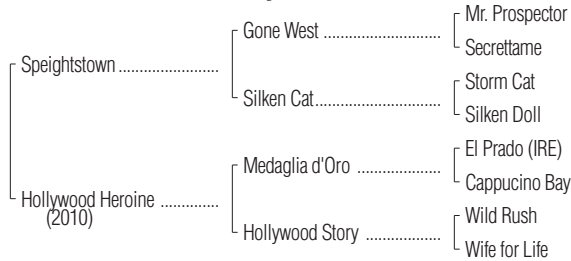 Mr. Prospector
Gone West ............................
Secrettame
Speightstown ........................
Storm Cat
Silken Cat..............................
Silken Doll
El Prado (IRE)
Medaglia d'Oro ....................
Cappucino Bay
Hollywood Heroine ..............
(2010)
Wild Rush
Hollywood Story ..................
Wife for Life